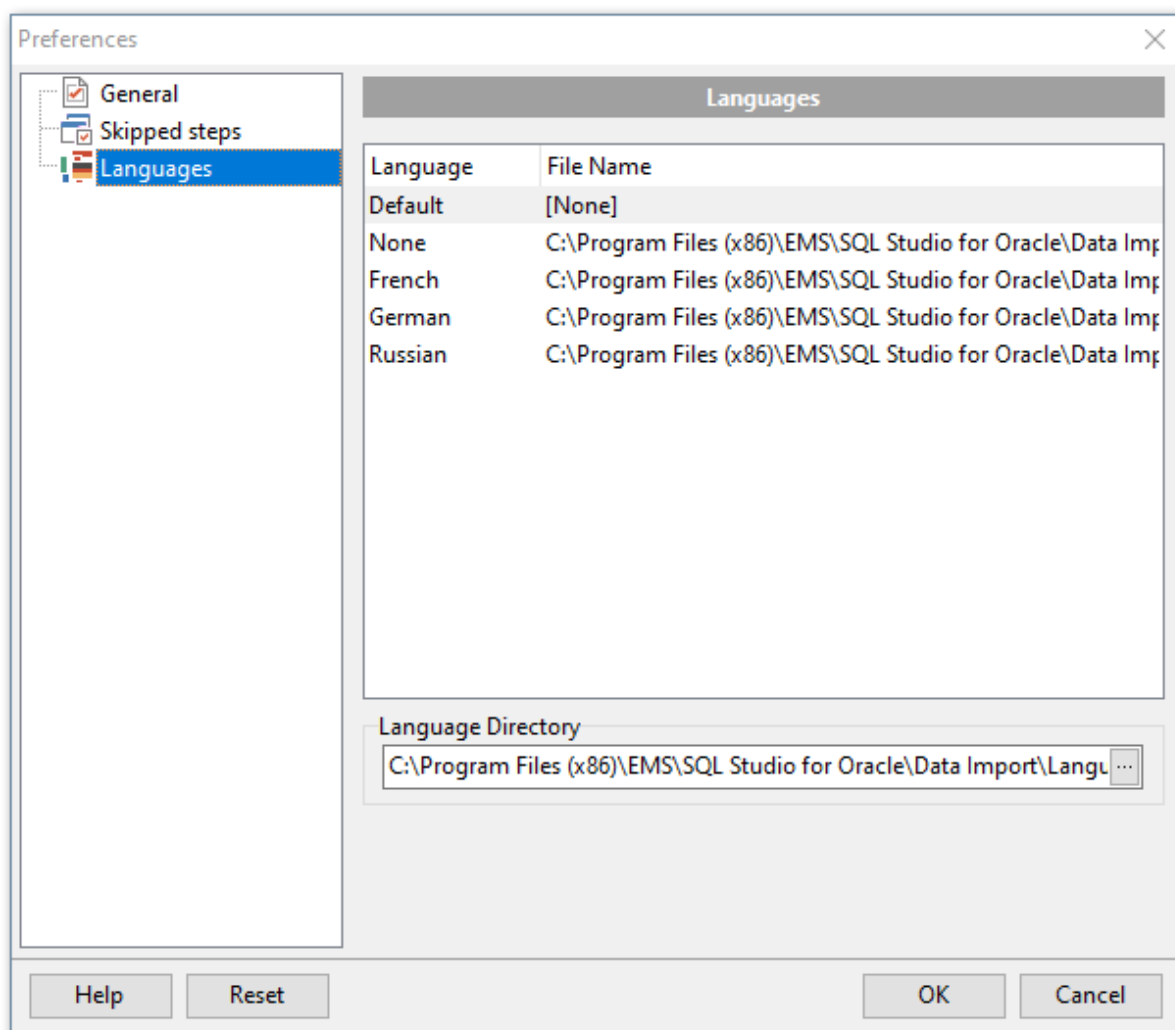 Preferences
General
Skipped steps
Languages
Languages
Language File Name
Default [None]
None C:\Program Files (x86)\EMS\SQL Studio for Oracle\Data Imp
French C:\Program Files (x86)\EMS\SQL Studio for Oracle\Data Imp
German C:\Program Files (x86)\EMS\SQL Studio for Oracle\Data Imp
Russian C:\Program Files (x86)\EMS\SQL Studio for Oracle\Data Imp
Language Directory
C:\Program Files (x86)\EMS\SQL Studio for Oracle\Data Import\Langu ...
Help Reset OK Cancel